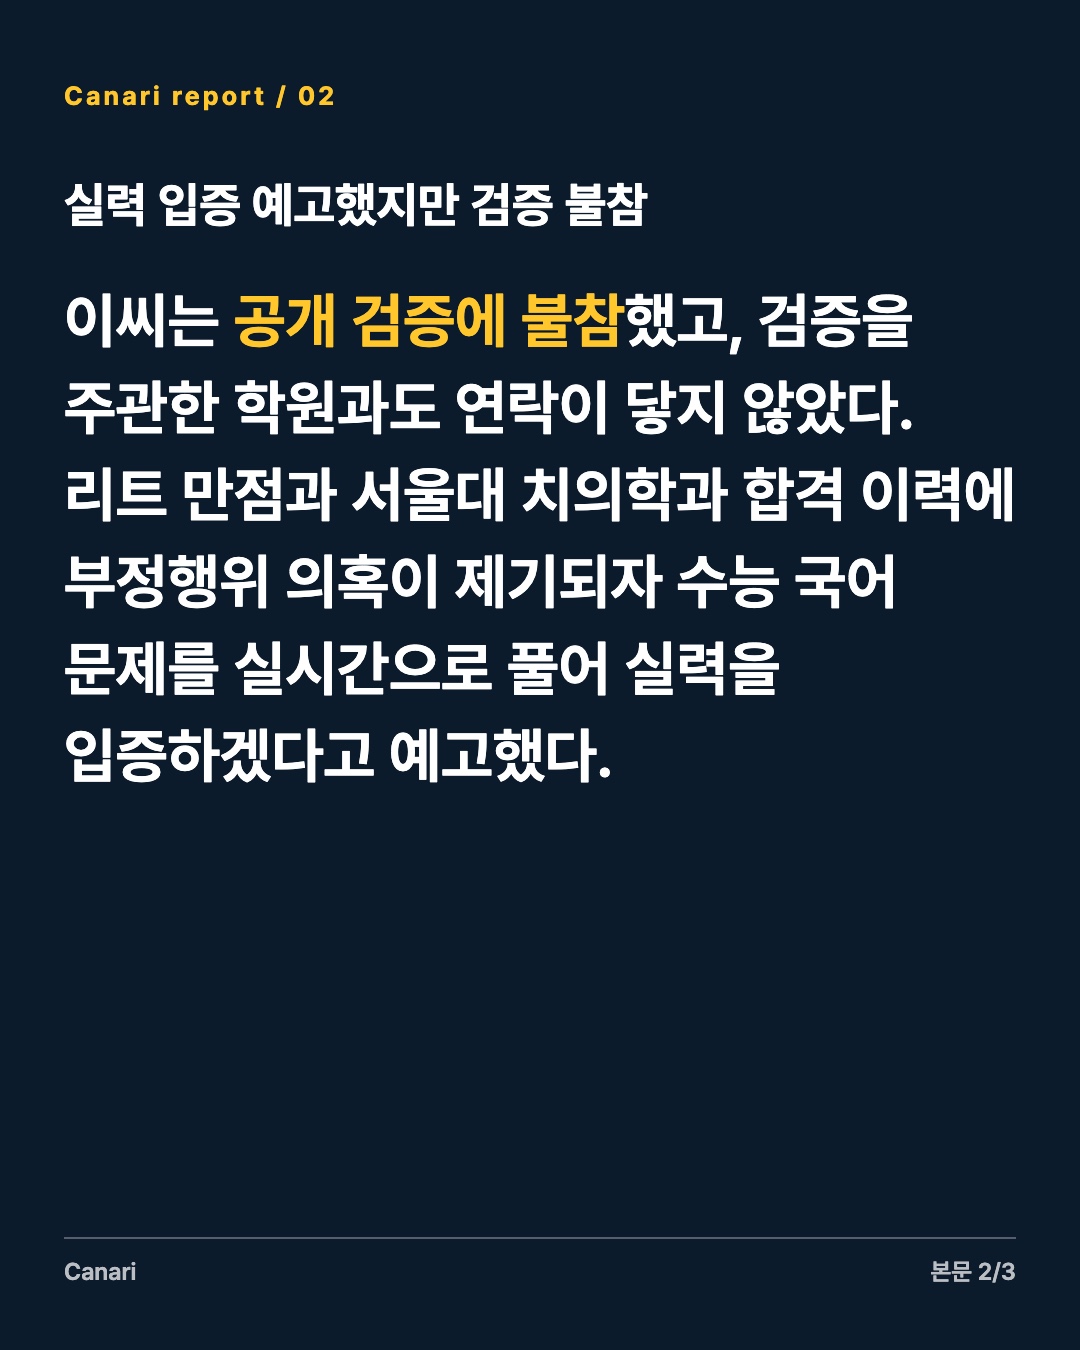 Canari report / 02
실력 입증 예고했지만 검증 불참
이씨는 공개 검증에 불참했고, 검증을
주관한 학원과도 연락이 닿지 않았다.
리트 만점과 서울대 치의학과 합격 이력에
부정행위 의혹이 제기되자 수능 국어
문제를 실시간으로 풀어 실력을
입증하겠다고 예고했다.
Canari
본문 2/3